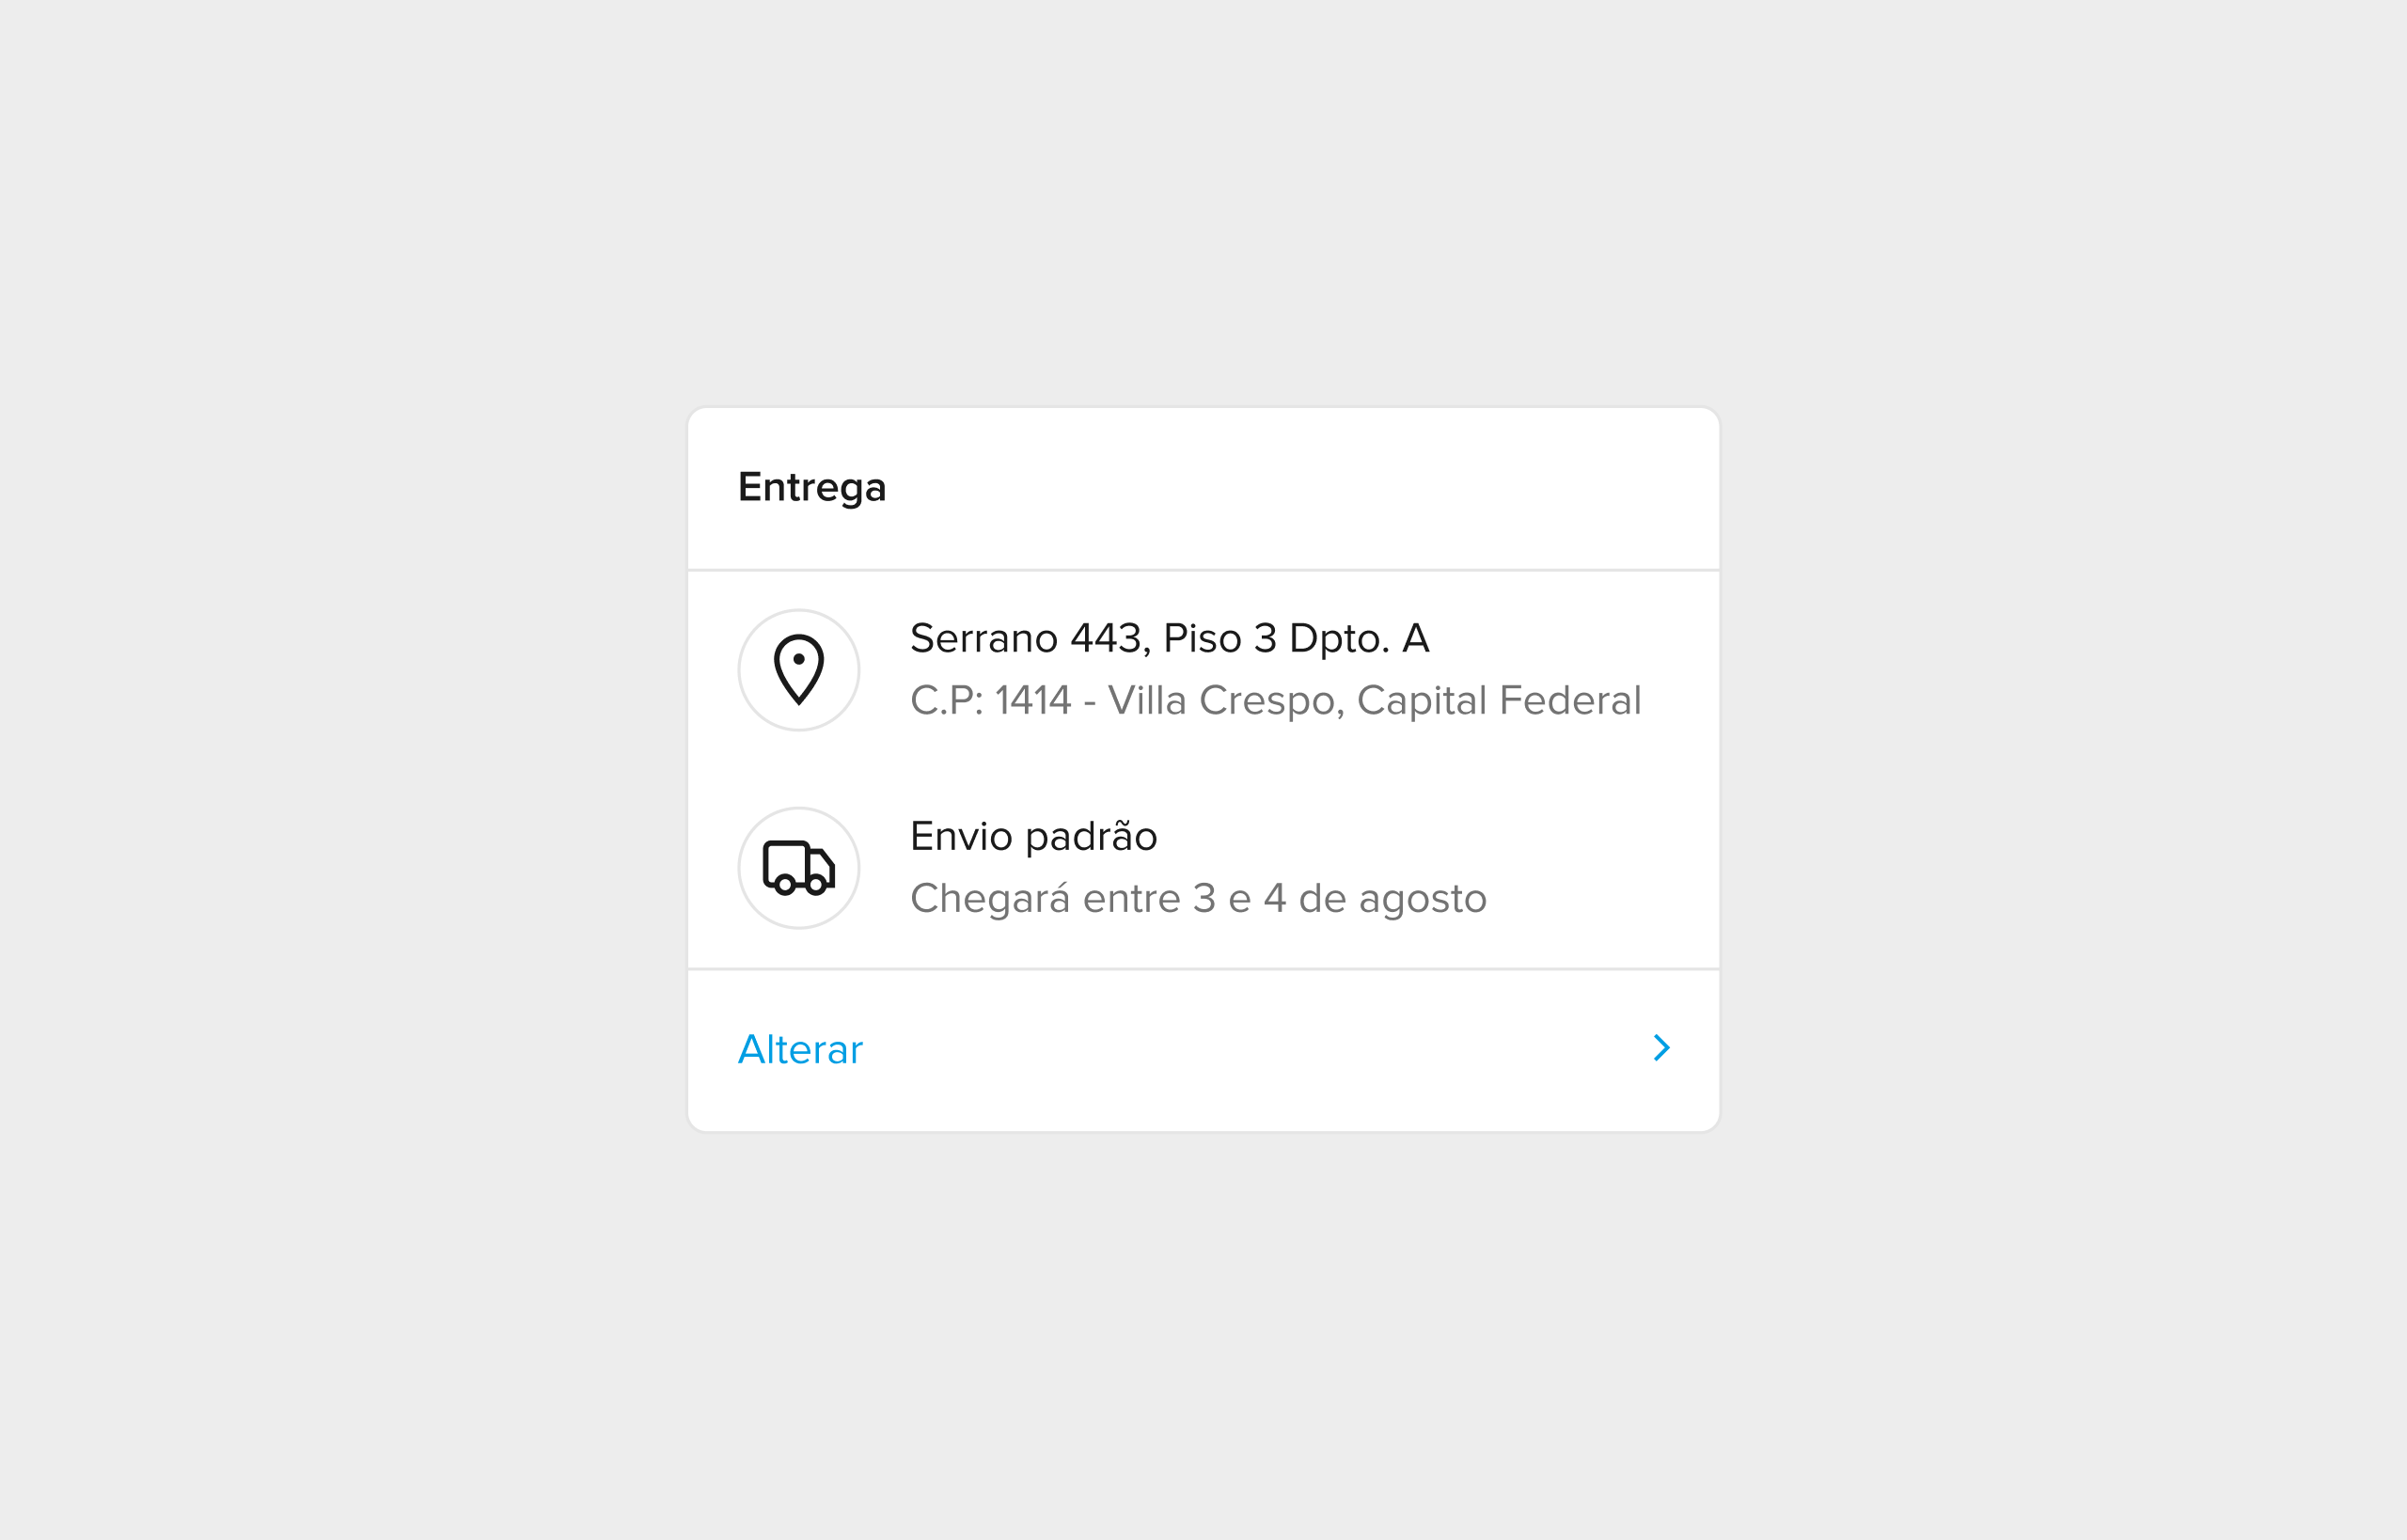 Entrega
Serrano 443, Piso 3 Dpto. A
C.P.: 1414 - Villa Crespo, Capital Federal
Envio padrão
Chegará entre 3 e 4 de agosto
Alterar